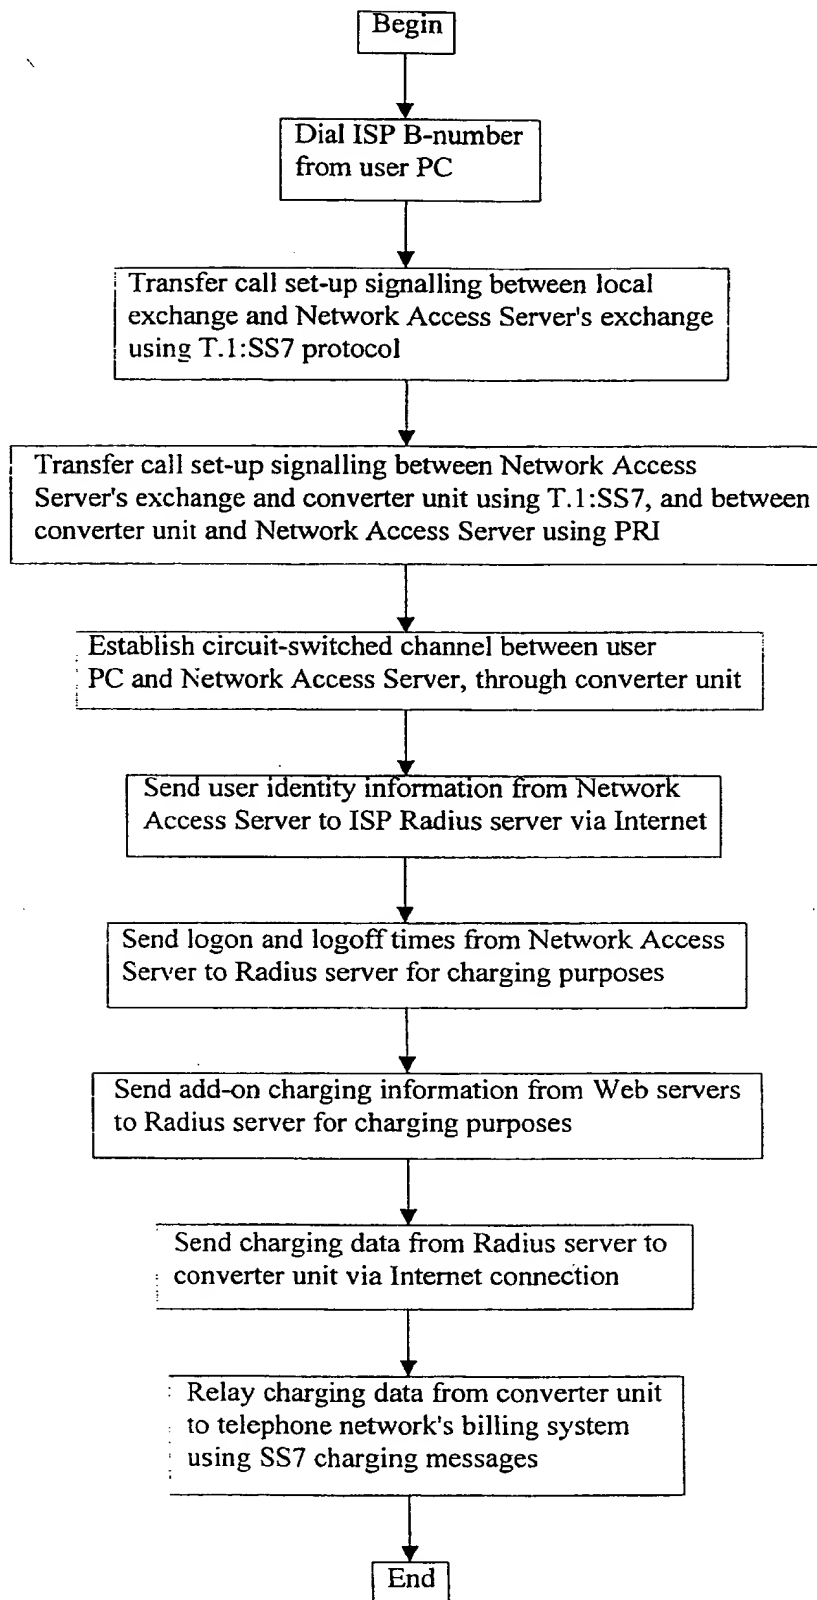 Begin
Dial ISP B-number
from user PC
Transfer call set-up signalling between local
exchange and Network Access Server's exchange
using T.1:SS7 protocol
Transfer call set-up signalling between Network Access
Server's exchange and converter unit using T.1:SS7, and between
converter unit and Network Access Server using PRI
Establish circuit-switched channel between user
PC and Network Access Server, through converter unit
Send user identity information from Network
Access Server to ISP Radius server via Internet
Send logon and logoff times from Network Access
Server to Radius server for charging purposes
Send add-on charging information from Web servers
to Radius server for charging purposes
Send charging data from Radius server to
converter unit via Internet connection
Relay charging data from converter unit
to telephone network's billing system
using SS7 charging messages
End